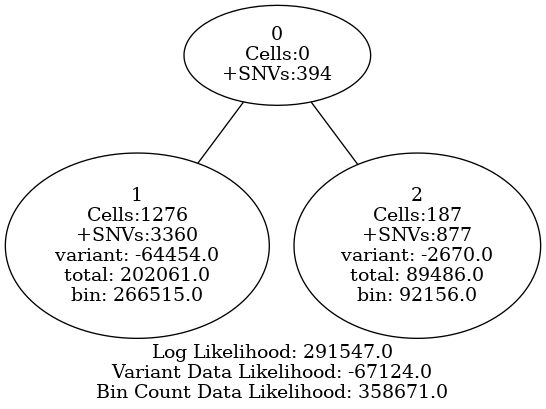 0
Cells:0
+SNVs:394
1
Cells:1276
+SNVs:3360
variant: -64454.0
total: 202061.0
bin: 266515.0
2
Cells:187
+SNVs:877
variant: -2670.0
total: 89486.0
bin: 92156.0
Log Likelihood: 291547.0
Variant Data Likelihood: -67124.0
Bin Count Data Likelihood: 358671.0